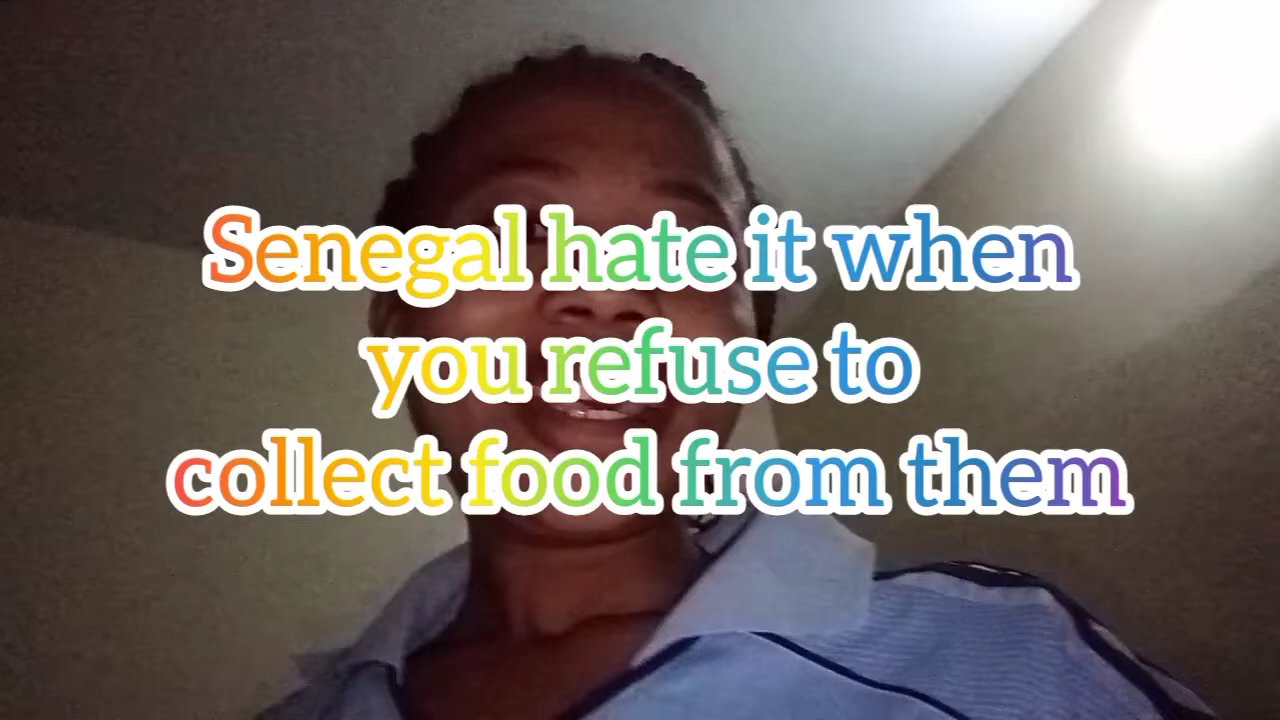 Senegal hate it when
you refuse to
collect food from them